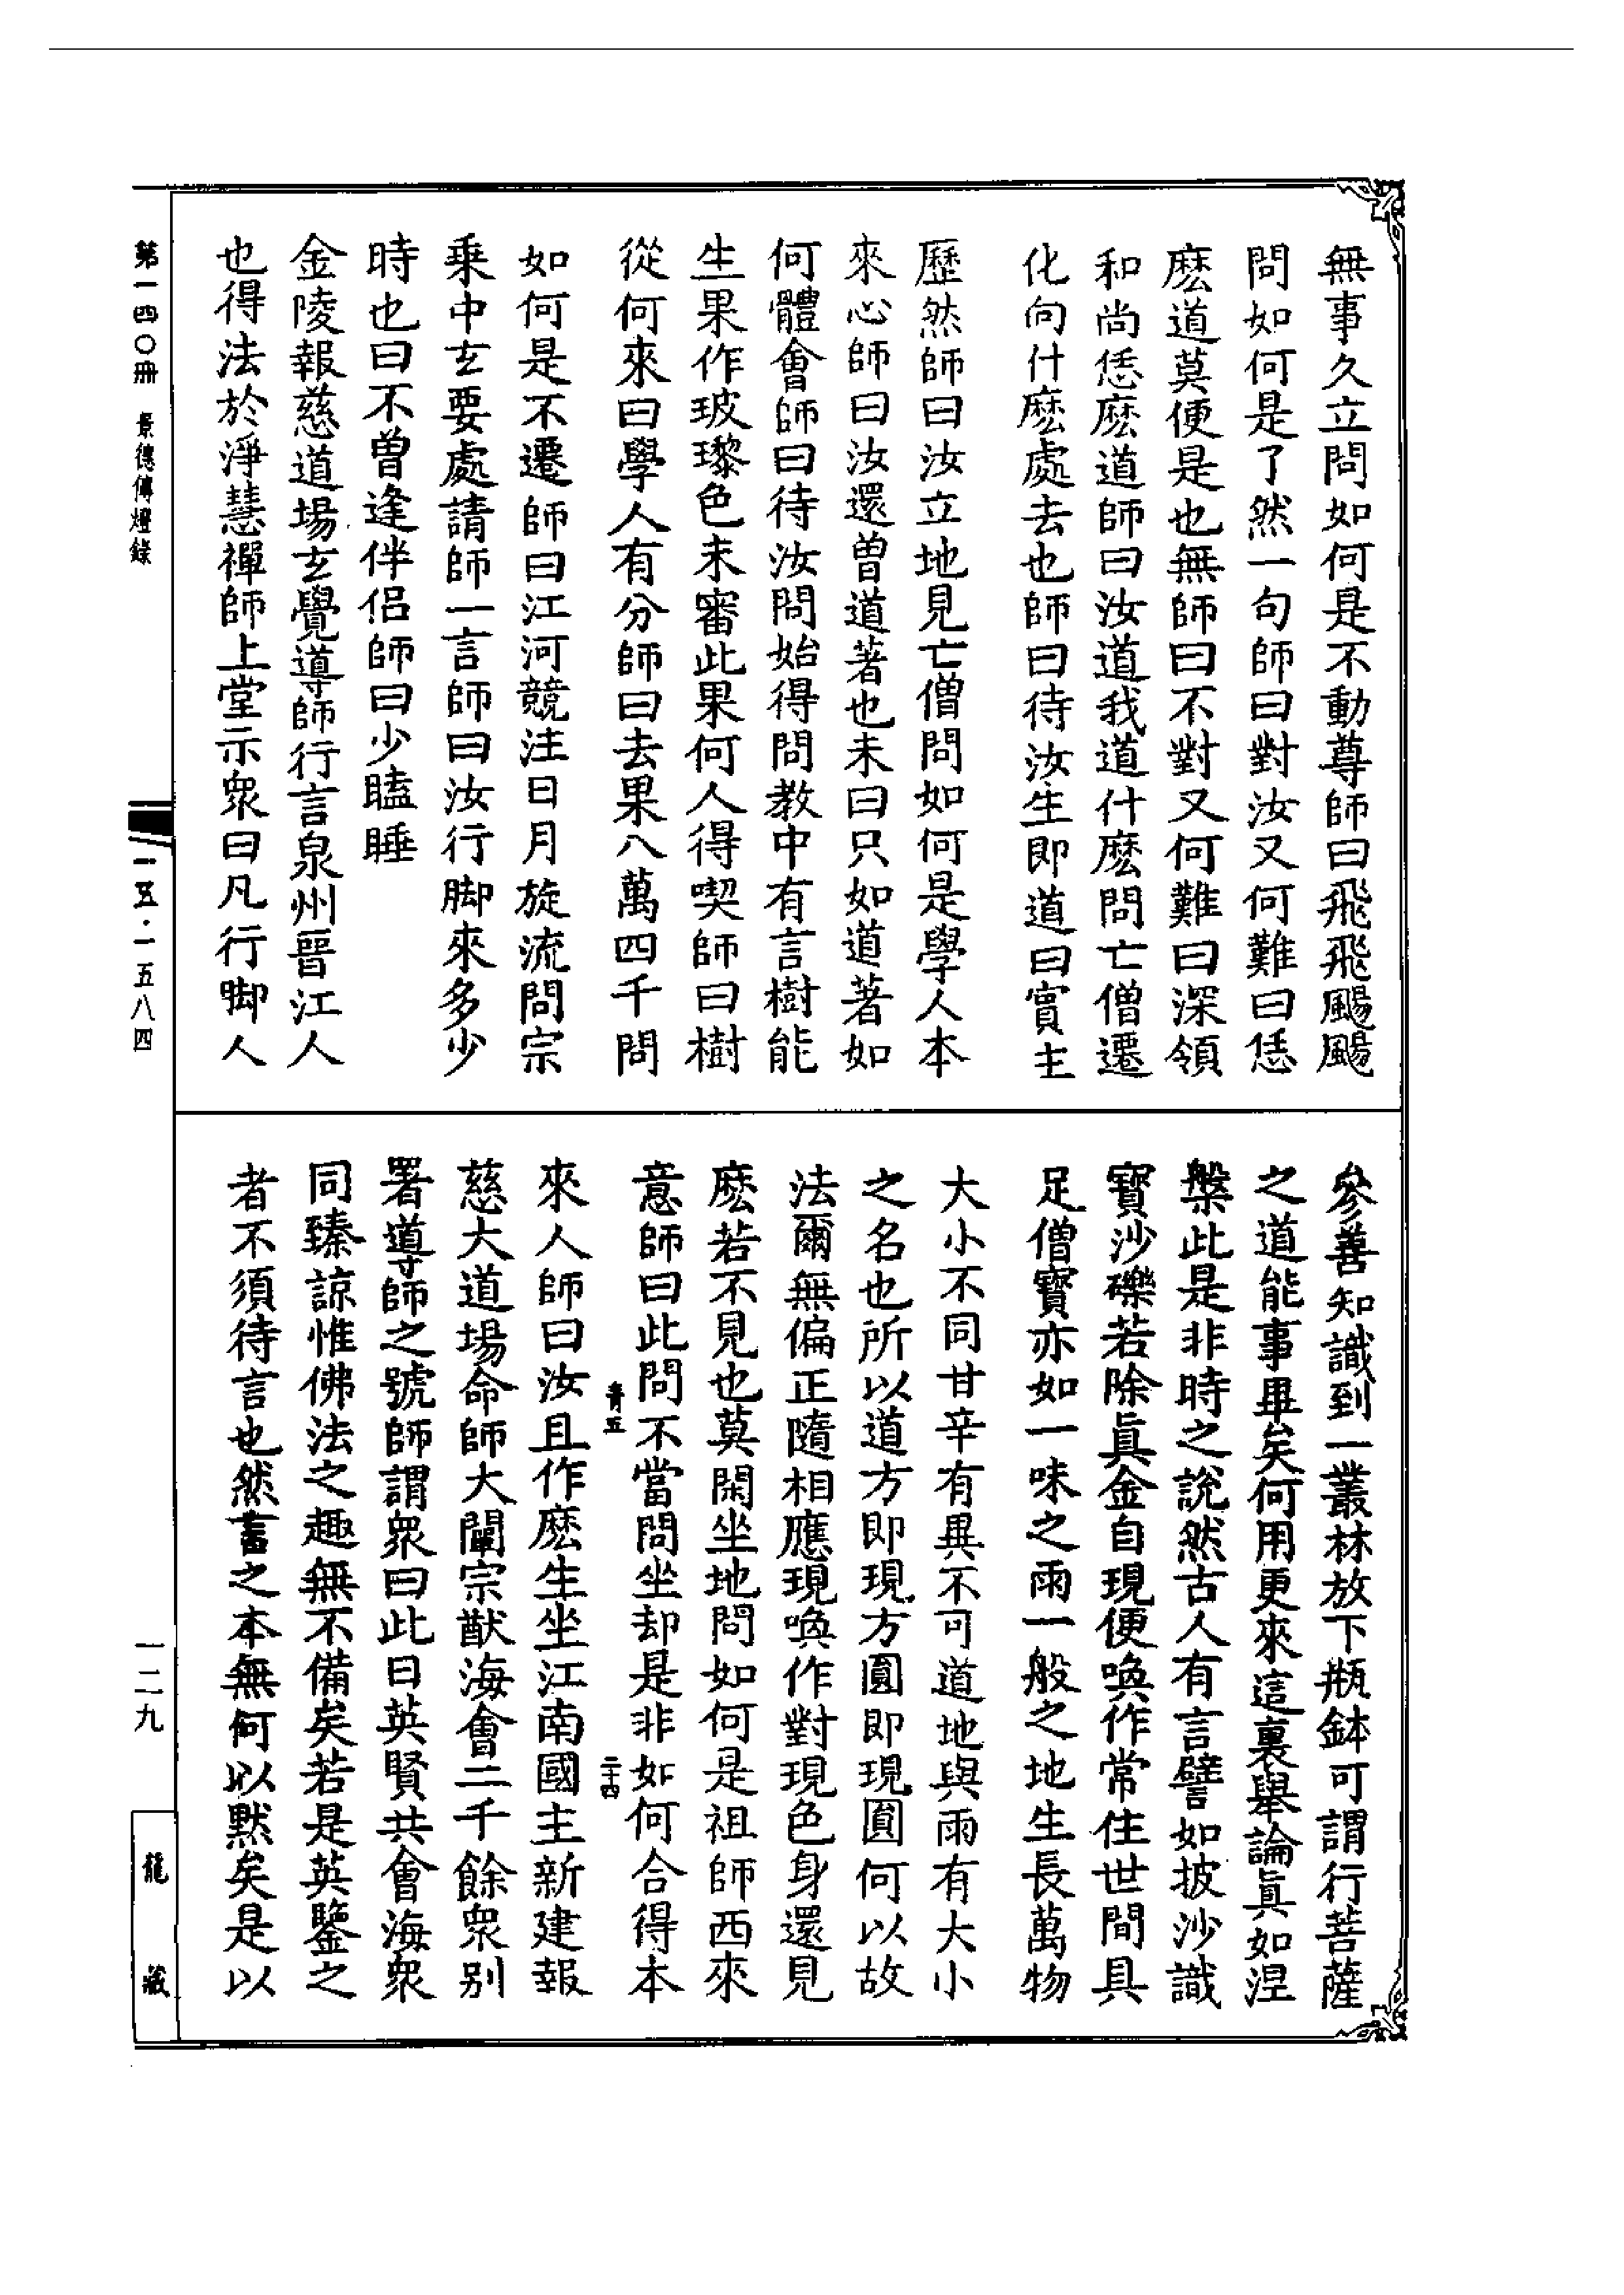 無事久立問如何是不動尊師曰飛飛颺颺
問如何是了然一句師曰對汝又何難曰恁
麽道莫便是也無師曰不對又何難曰深領
和尚恁麽道師曰汝道我道什麽問亡僧遷
化向什麽處去也師曰待汝生即道曰賓主
歷然師曰汝立地見亡僧問如何是學人本
來心師曰汝還曾道著也未曰只如道著如
何體會師曰待汝問始得問教中有言樹能
生果作玻瓈色未審此果何人得喫師曰樹
從何來曰學人有分師曰去果八萬四千問
如何是不遷師曰江河競注日月旋流問宗
乘中玄要處請師一言師曰汝行脚來多少
時也曰不曾逢伴侶師曰少瞌睡
金陵報慈道場玄覺導師行言泉州晉江人
也得法於淨慧禪師上堂示眾曰凡行脚人
參善知識到一叢林放下瓶鉢可謂行菩薩
之道能事畢矣何用更來這裏舉論眞如涅
槃此是非時之說然古人有言譬如披沙識
寶沙礫若除眞金自現便喚作常住世間具
足僧寶亦如一味之雨一般之地生長萬物
大小不同甘辛有異不可道地與雨有大小
之名也所以道方即現方圓即現圓何以故
法爾無偏正隨相應現喚作對現色身還見
麽若不見也莫閑坐地問如何是祖師西來
意師曰此問不當問坐却是非如何合得本
青五
二十四
來人師曰汝且作麽生坐江南國主新建報
慈大道場命師大闡宗猷海會二千餘眾别
署導師之號師謂眾曰此日英賢共會海眾
同臻諒惟佛法之趣無不備矣若是英鑒之
者不須待言也然言之本無何以默矣是以
第一四〇冊 景德傳燈錄
一五·一五八四
一二九
龍藏